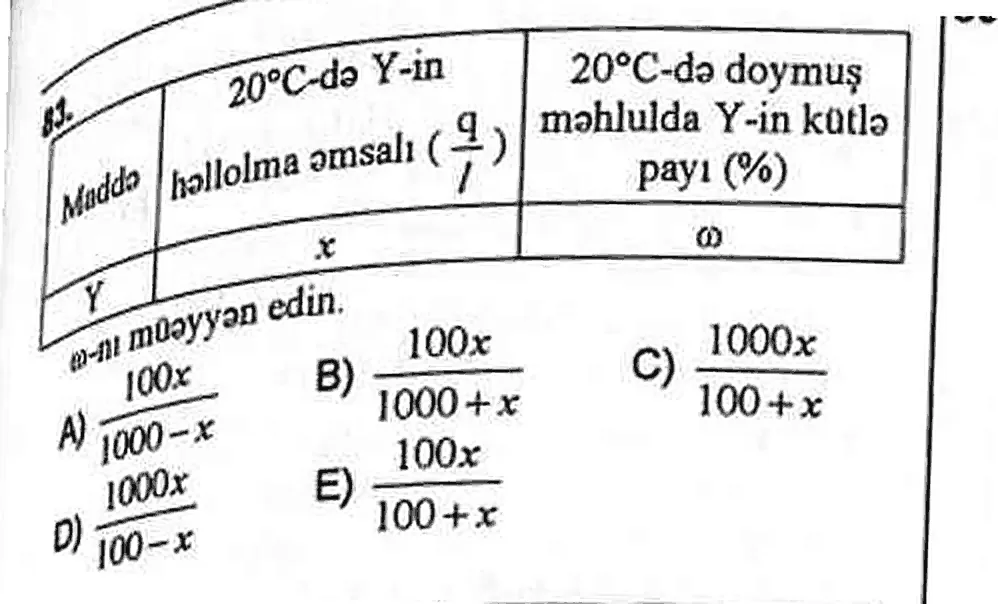 83.
Maddə
20°C-də Y-in
həllolma əmsalı (q/l)
20°C-də doymuş
məhlulda Y-in kütlə
payı (%)
Y
x
ω
ω-nı müəyyən edin.
A) 100x/(1000 − x)
B) 100x/(1000 + x)
C) 1000x/(100 + x)
D) 1000x/(100 − x)
E) 100x/(100 + x)